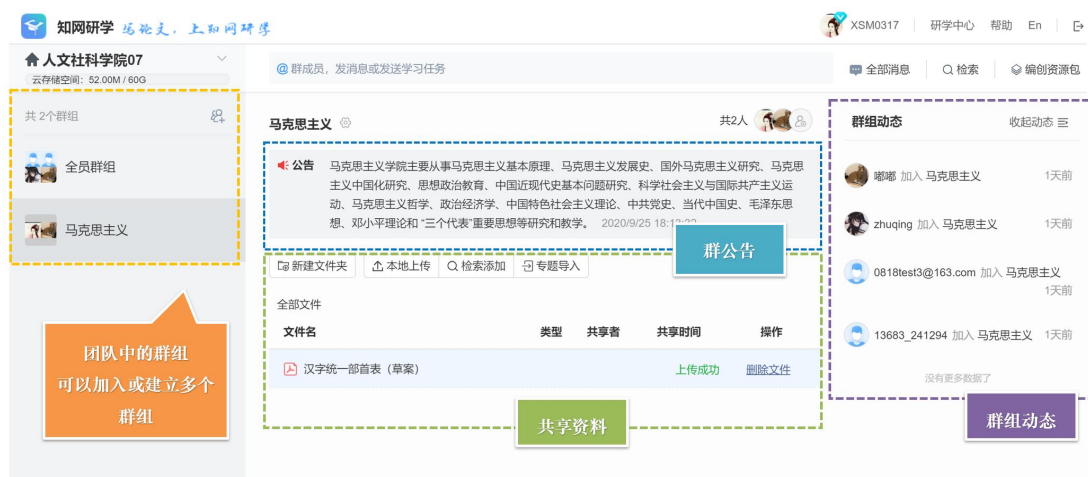 知网研学 写论文，上知网研学
XSM0317 研学中心 帮助 En
人文社科学院07
云存储空间：52.00M / 60G
@ 群成员，发消息或发送学习任务
全部消息 检索 编创资源包
共 2个群组
全员群组
马克思主义
马克思主义
共2人
公告 马克思主义学院主要从事马克思主义基本原理、马克思主义发展史、国外马克思主义研究、马克思
主义中国化研究、思想政治教育、中国近现代史基本问题研究、科学社会主义与国际共产主义运
动、马克思主义哲学、政治经济学、中国特色社会主义理论、中共党史、当代中国史、毛泽东思
想、邓小平理论和 “三个代表”重要思想等研究和教学。 2020/9/25
群公告
新建文件夹 本地上传 检索添加 专题导入
全部文件
文件名 类型 共享者 共享时间 操作
汉字统一部首表（草案） 上传成功 删除文件
共享资料
团队中的群组
可以加入或建立多个
群组
群组动态 收起动态
嘟嘟 加入 马克思主义 1天前
zhuqing 加入 马克思主义 1天前
0818test3@163.com 加入 马克思主义
1天前
13683_241294 加入 马克思主义 1天前
没有更多数据了
群组动态